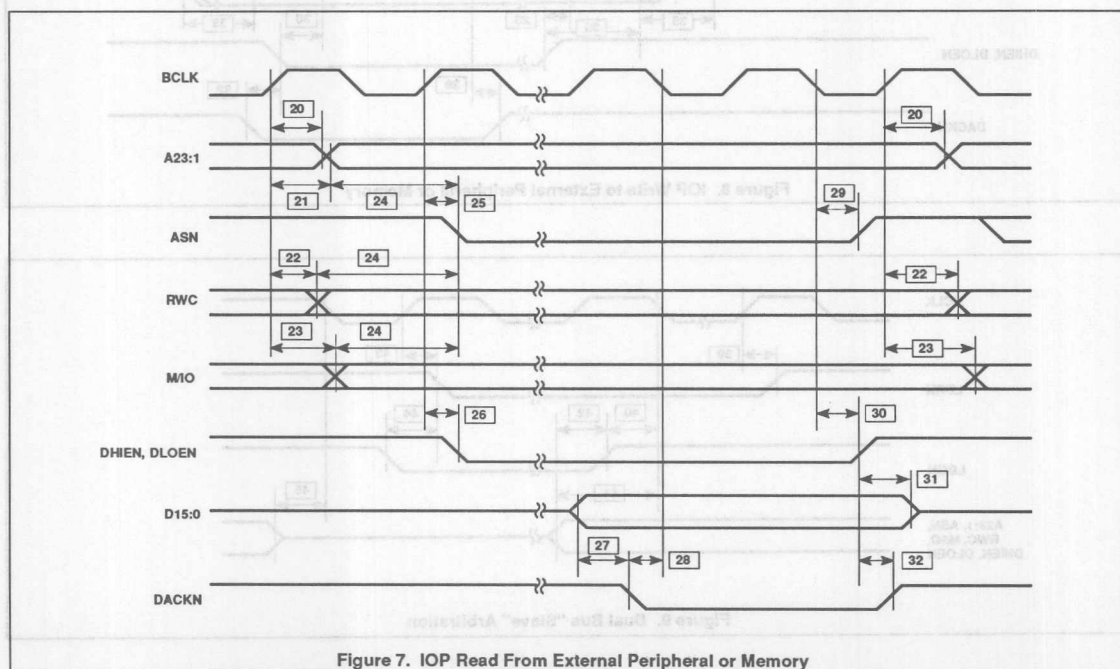 BCLK
20 20
A23:1
21 24 25 29
ASN
22 24 22
RWC
23 24 23
M/IO
26 30
DHIEN, DLOEN
31
D15:0
27 28 32
DACKN
Figure 7. IOP Read From External Peripheral or Memory